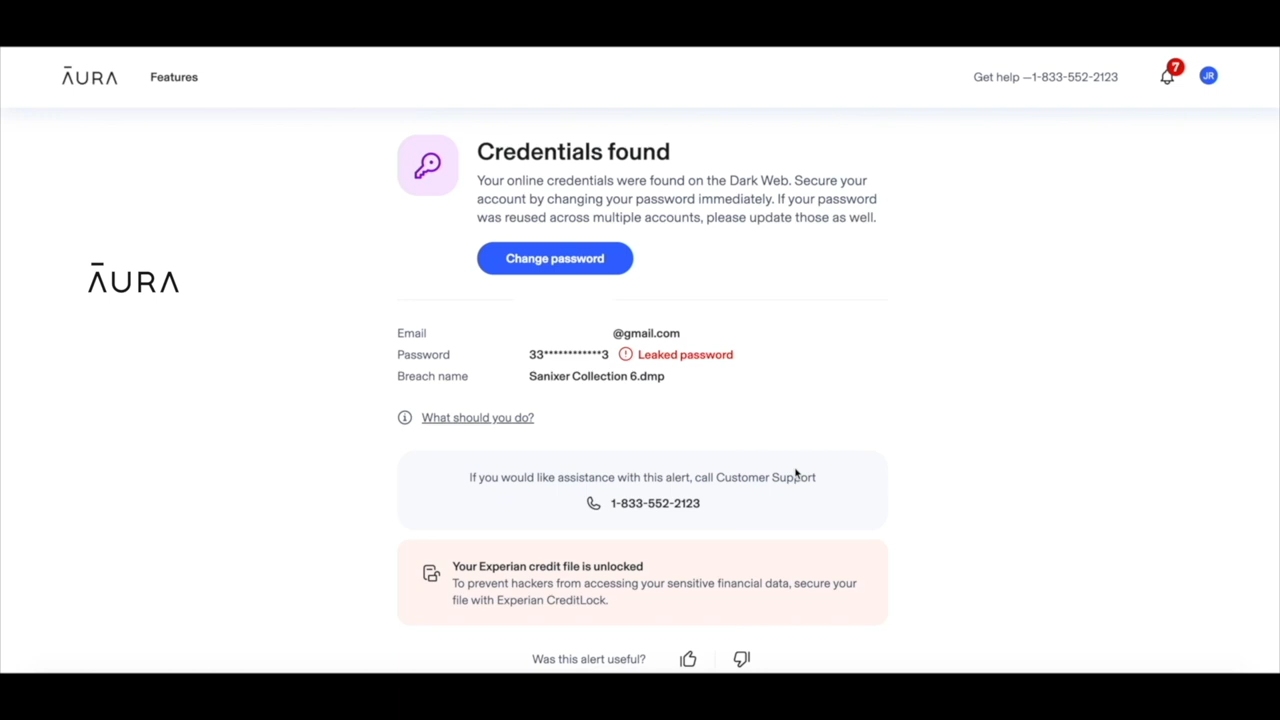 ĀURA
Features
Get help —1-833-552-2123
7
JR
Credentials found
Your online credentials were found on the Dark Web. Secure your
account by changing your password immediately. If your password
was reused across multiple accounts, please update those as well.
Change password
ĀURA
Email @gmail.com
Password 33************3 Leaked password
Breach name Sanixer Collection 6.dmp
What should you do?
If you would like assistance with this alert, call Customer Support
1-833-552-2123
Your Experian credit file is unlocked
To prevent hackers from accessing your sensitive financial data, secure your
file with Experian CreditLock.
Was this alert useful?